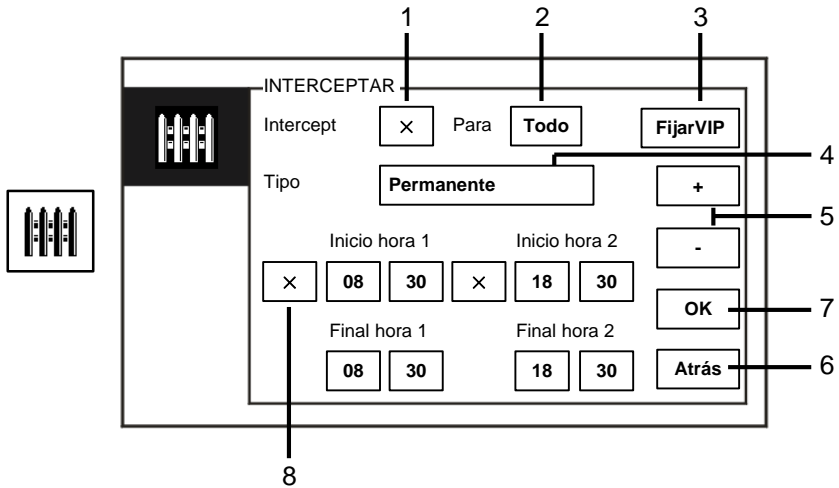 1 2 3
INTERCEPTAR
Intercept × Para Todo FijarVIP
4
Tipo Permanente +
5
Inicio hora 1 Inicio hora 2 -
× 08 30 × 18 30 OK
7
Final hora 1 Final hora 2
08 30 18 30 Atrás 6
8